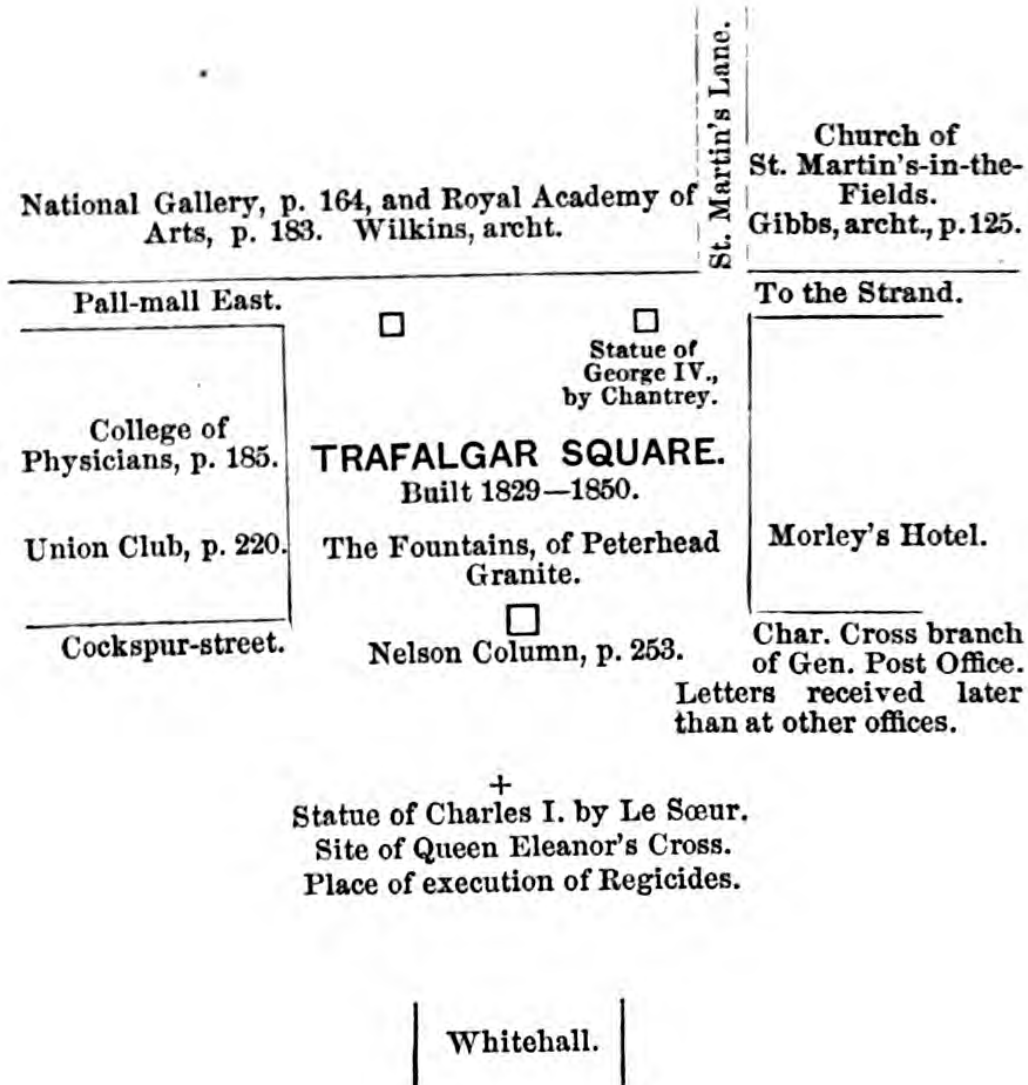 St. Martin's Lane.
Church of
St. Martin's-in-the-
Fields.
Gibbs, archt., p. 125.
National Gallery, p. 164, and Royal Academy of
Arts, p. 183. Wilkins, archt.
Pall-mall East.
To the Strand.
Statue of
George IV.,
by Chantrey.
College of
Physicians, p. 185.
TRAFALGAR SQUARE.
Built 1829—1850.
Union Club, p. 220.
The Fountains, of Peterhead
Granite.
Morley's Hotel.
Cockspur-street.
Nelson Column, p. 253.
Char. Cross branch
of Gen. Post Office.
Letters received later
than at other offices.
+
Statue of Charles I. by Le Sœur.
Site of Queen Eleanor's Cross.
Place of execution of Regicides.
Whitehall.